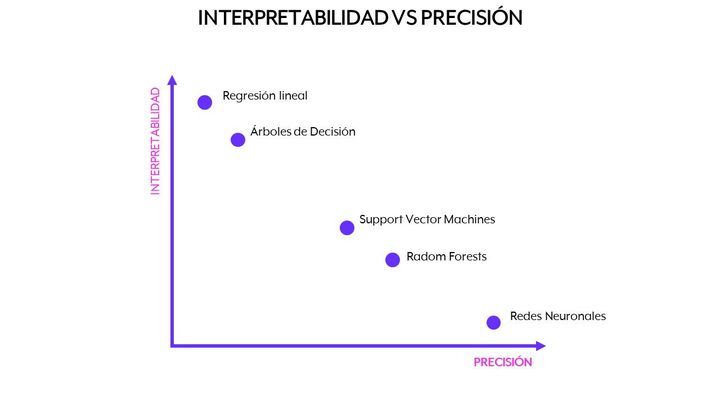 INTERPRETABILIDAD VS PRECISIÓN
INTERPRETABILIDAD
Regresión lineal
Árboles de Decisión
Support Vector Machines
Radom Forests
Redes Neuronales
PRECISIÓN